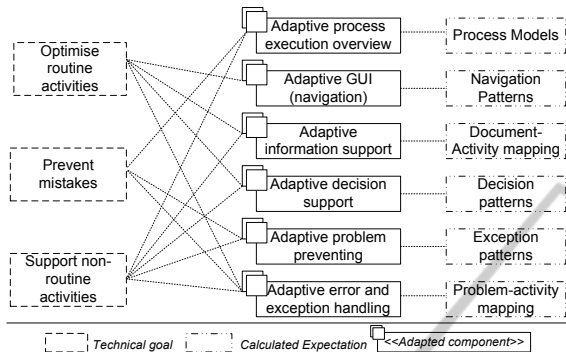 Optimise
routine
activities
Prevent
mistakes
Support non-
routine
activities
Adaptive process
execution overview
Adaptive GUI
(navigation)
Adaptive
information support
Adaptive decision
support
Adaptive problem
preventing
Adaptive error and
exception handling
Process Models
Navigation
Patterns
Document-
Activity mapping
Decision
patterns
Exception
patterns
Problem-activity
mapping
Technical goal
Calculated Expectation
<<Adapted component>>